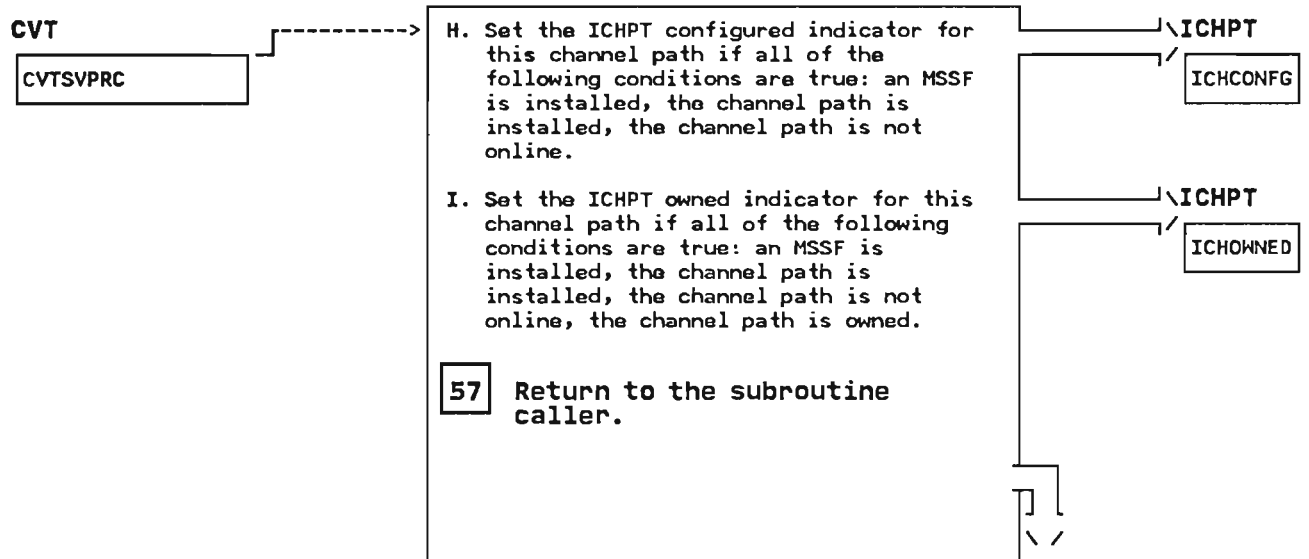 CVT
CVTSVPRC
H. Set the ICHPT configured indicator for
this channel path if all of the
following conditions are true: an MSSF
is installed, the channel path is
installed, the channel path is not
online.
ICHPT
ICHCONFG
I. Set the ICHPT owned indicator for this
channel path if all of the following
conditions are true: an MSSF is
installed, the channel path is
installed, the channel path is not
online, the channel path is owned.
ICHPT
ICHOWNED
57 Return to the subroutine
caller.